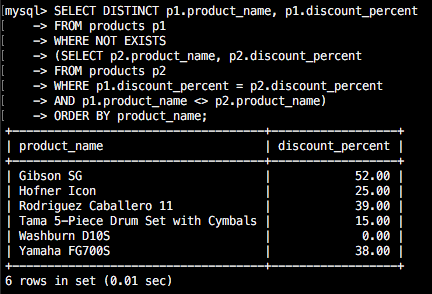 mysql> SELECT DISTINCT p1.product_name, p1.discount_percent
-> FROM products p1
-> WHERE NOT EXISTS
-> (SELECT p2.product_name, p2.discount_percent
-> FROM products p2
-> WHERE p1.discount_percent = p2.discount_percent
-> AND p1.product_name <> p2.product_name)
-> ORDER BY product_name;
+-----------------------------------+------------------+
| product_name | discount_percent |
+-----------------------------------+------------------+
| Gibson SG | 52.00 |
| Hofner Icon | 25.00 |
| Rodriguez Caballero 11 | 39.00 |
| Tama 5-Piece Drum Set with Cymbals | 15.00 |
| Washburn D10S | 0.00 |
| Yamaha FG700S | 38.00 |
+-----------------------------------+------------------+
6 rows in set (0.01 sec)